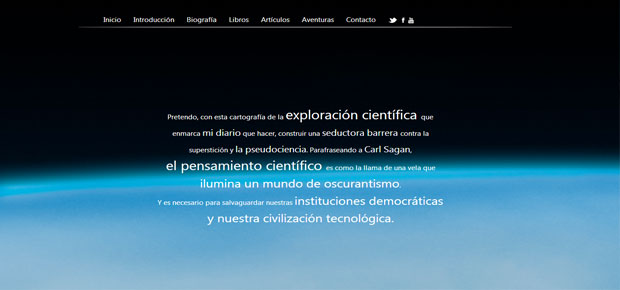 Inicio Introducción Biografía Libros Artículos Aventuras Contacto
Pretendo, con esta cartografía de la exploración científica que
enmarca mi diario que hacer, construir una seductora barrera contra la
superstición y la pseudociencia. Parafraseando a Carl Sagan,
el pensamiento científico es como la llama de una vela que
ilumina un mundo de oscurantismo.
Y es necesario para salvaguardar nuestras instituciones democráticas
y nuestra civilización tecnológica.